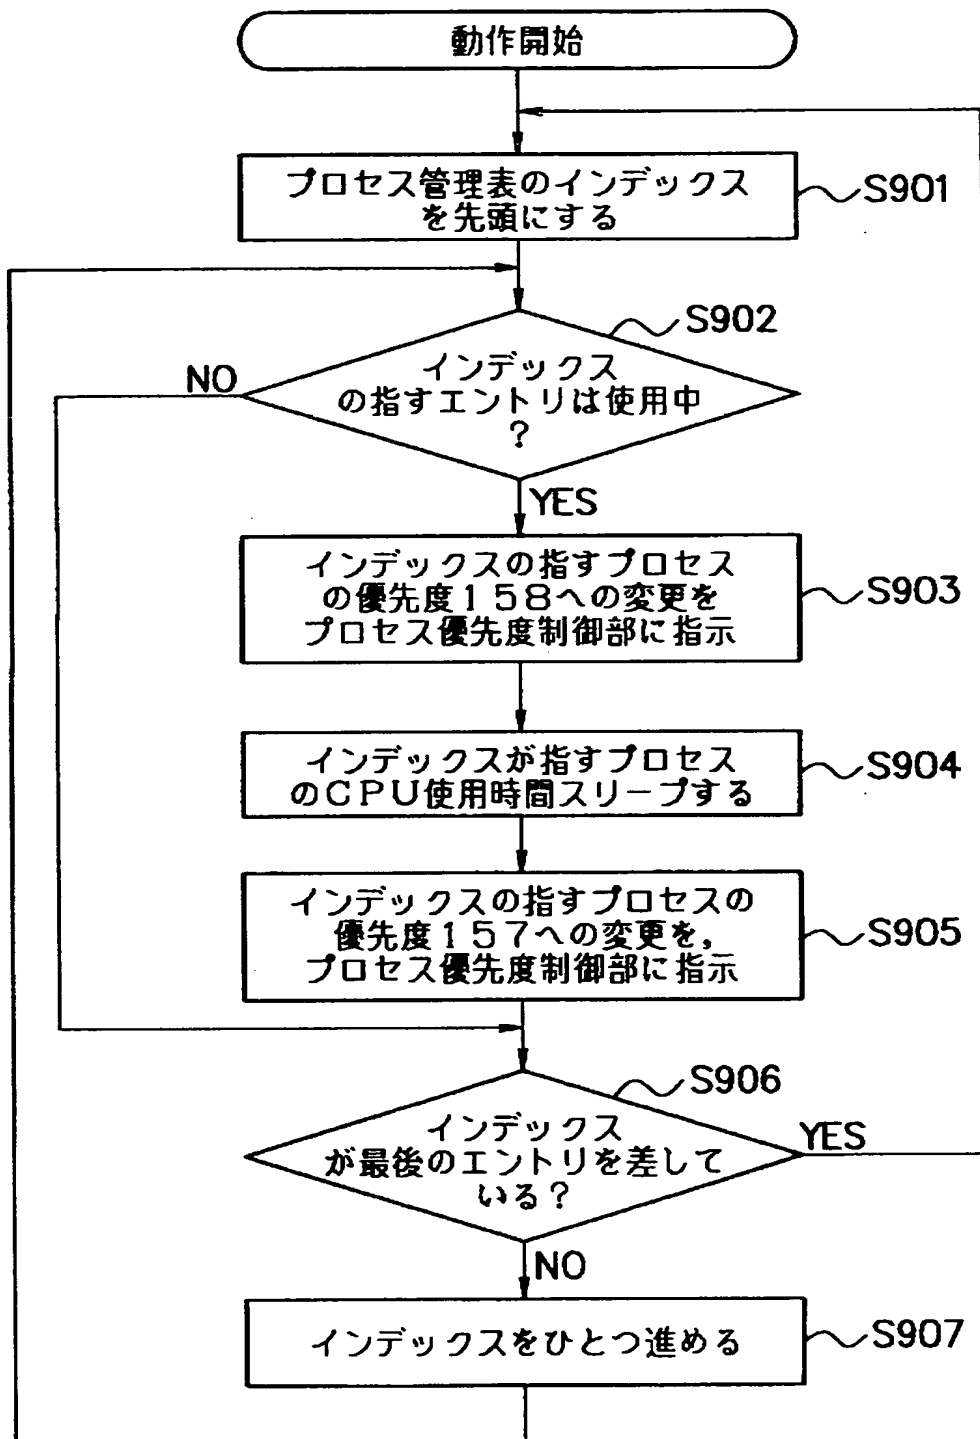 動作開始
プロセス管理表のインデックス
を先頭にする
S901
S902
インデックス
の指すエントリは使用中
?
NO
YES
インデックスの指すプロセス
の優先度158への変更を
プロセス優先度制御部に指示
S903
インデックスが指すプロセス
のCPU使用時間スリープする
S904
インデックスの指すプロセスの
優先度157への変更を,
プロセス優先度制御部に指示
S905
S906
インデックス
が最後のエントリを差して
いる?
YES
NO
インデックスをひとつ進める
S907